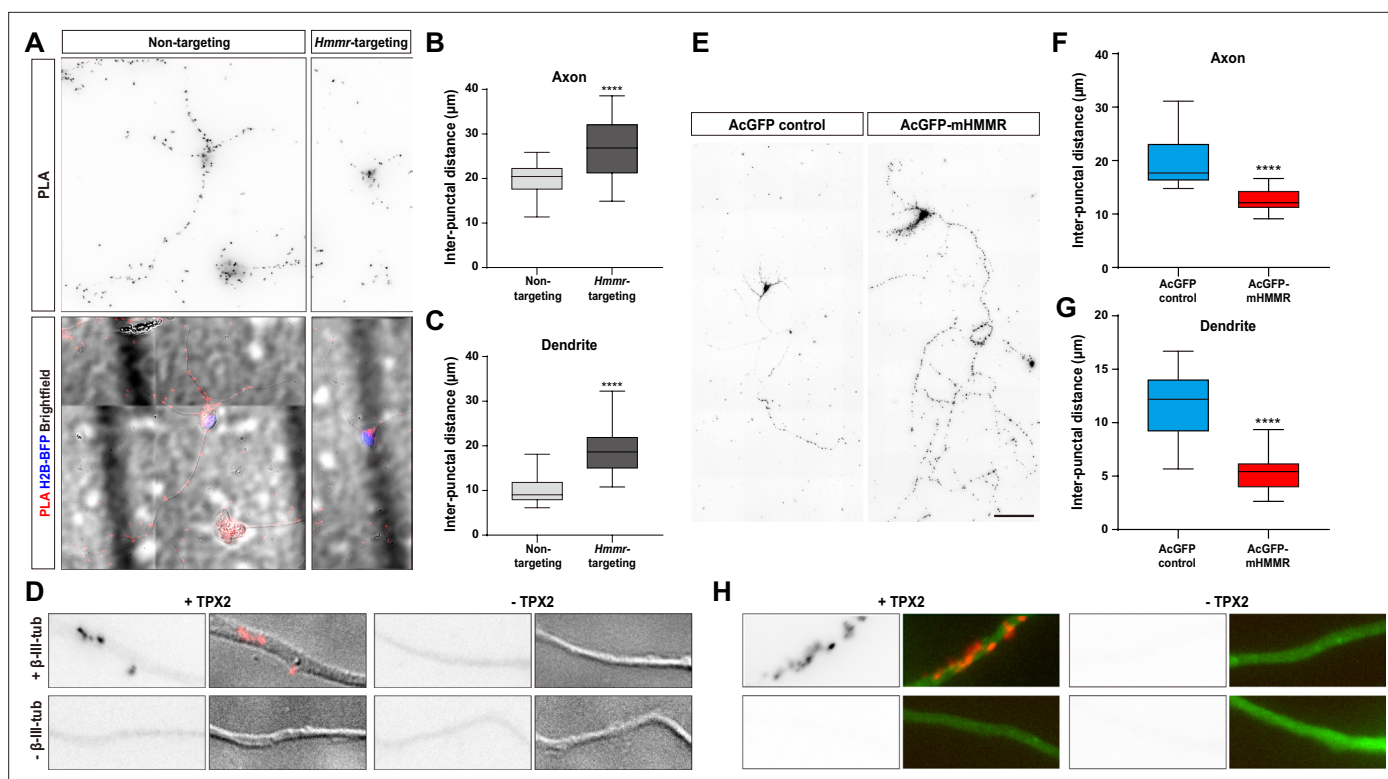 A
Non-targeting
Hmmr-targeting
PLA
PLA H2B-BFP Brightfield
B
Axon
Inter-punctal distance (µm)
40
30
20
10
0
****
Non-
targeting
Hmmr-
targeting
C
Dendrite
Inter-punctal distance (µm)
40
30
20
10
0
****
Non-
targeting
Hmmr-
targeting
D
+ TPX2
- TPX2
+ β-III-tub
- β-III-tub
E
AcGFP control
AcGFP-mHMMR
F
Axon
Inter-punctal distance (µm)
40
30
20
10
0
****
AcGFP
control
AcGFP-
mHMMR
G
Dendrite
Inter-punctal distance (µm)
20
15
10
5
0
****
AcGFP
control
AcGFP-
mHMMR
H
+ TPX2
- TPX2